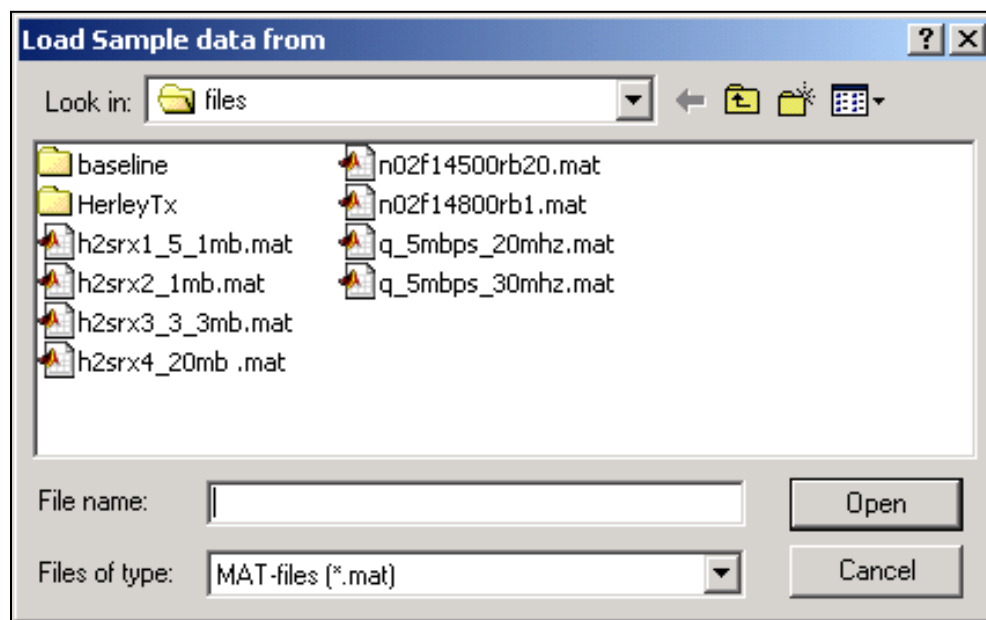 Load Sample data from
Look in: files
baseline
HerleyTx
h2srx1_5_1mb.mat
h2srx2_1mb.mat
h2srx3_3_3mb.mat
h2srx4_20mb .mat
n02f14500rb20.mat
n02f14800rb1.mat
q_5mbps_20mhz.mat
q_5mbps_30mhz.mat
File name:
Open
Files of type: MAT-files (*.mat)
Cancel